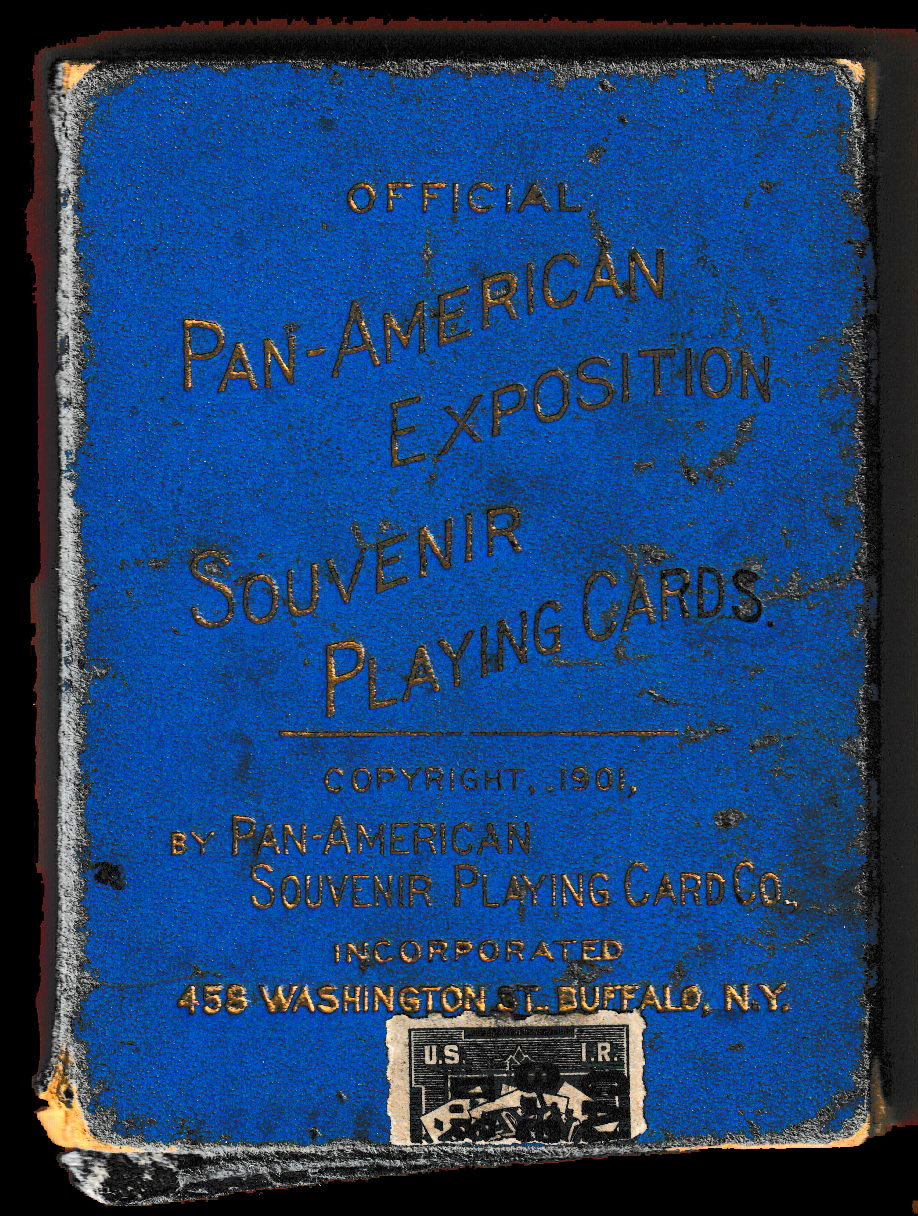 OFFICIAL
PAN-AMERICAN
EXPOSITION
SOUVENIR
PLAYING CARDS.
COPYRIGHT, 1901,
BY PAN-AMERICAN
SOUVENIR PLAYING CARD CO.,
INCORPORATED
458 WASHINGTON ST. BUFFALO, N.Y.
U.S. I.R.